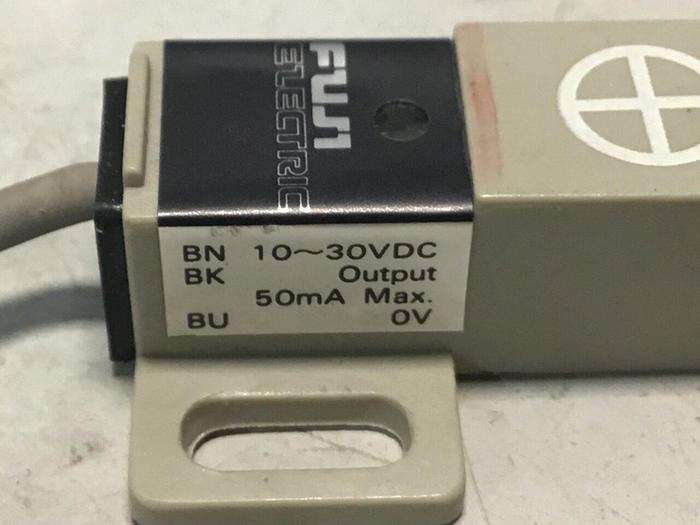 FUJI
ELECTRIC
BN 10~30VDC
BK Output
50mA Max.
BU 0V